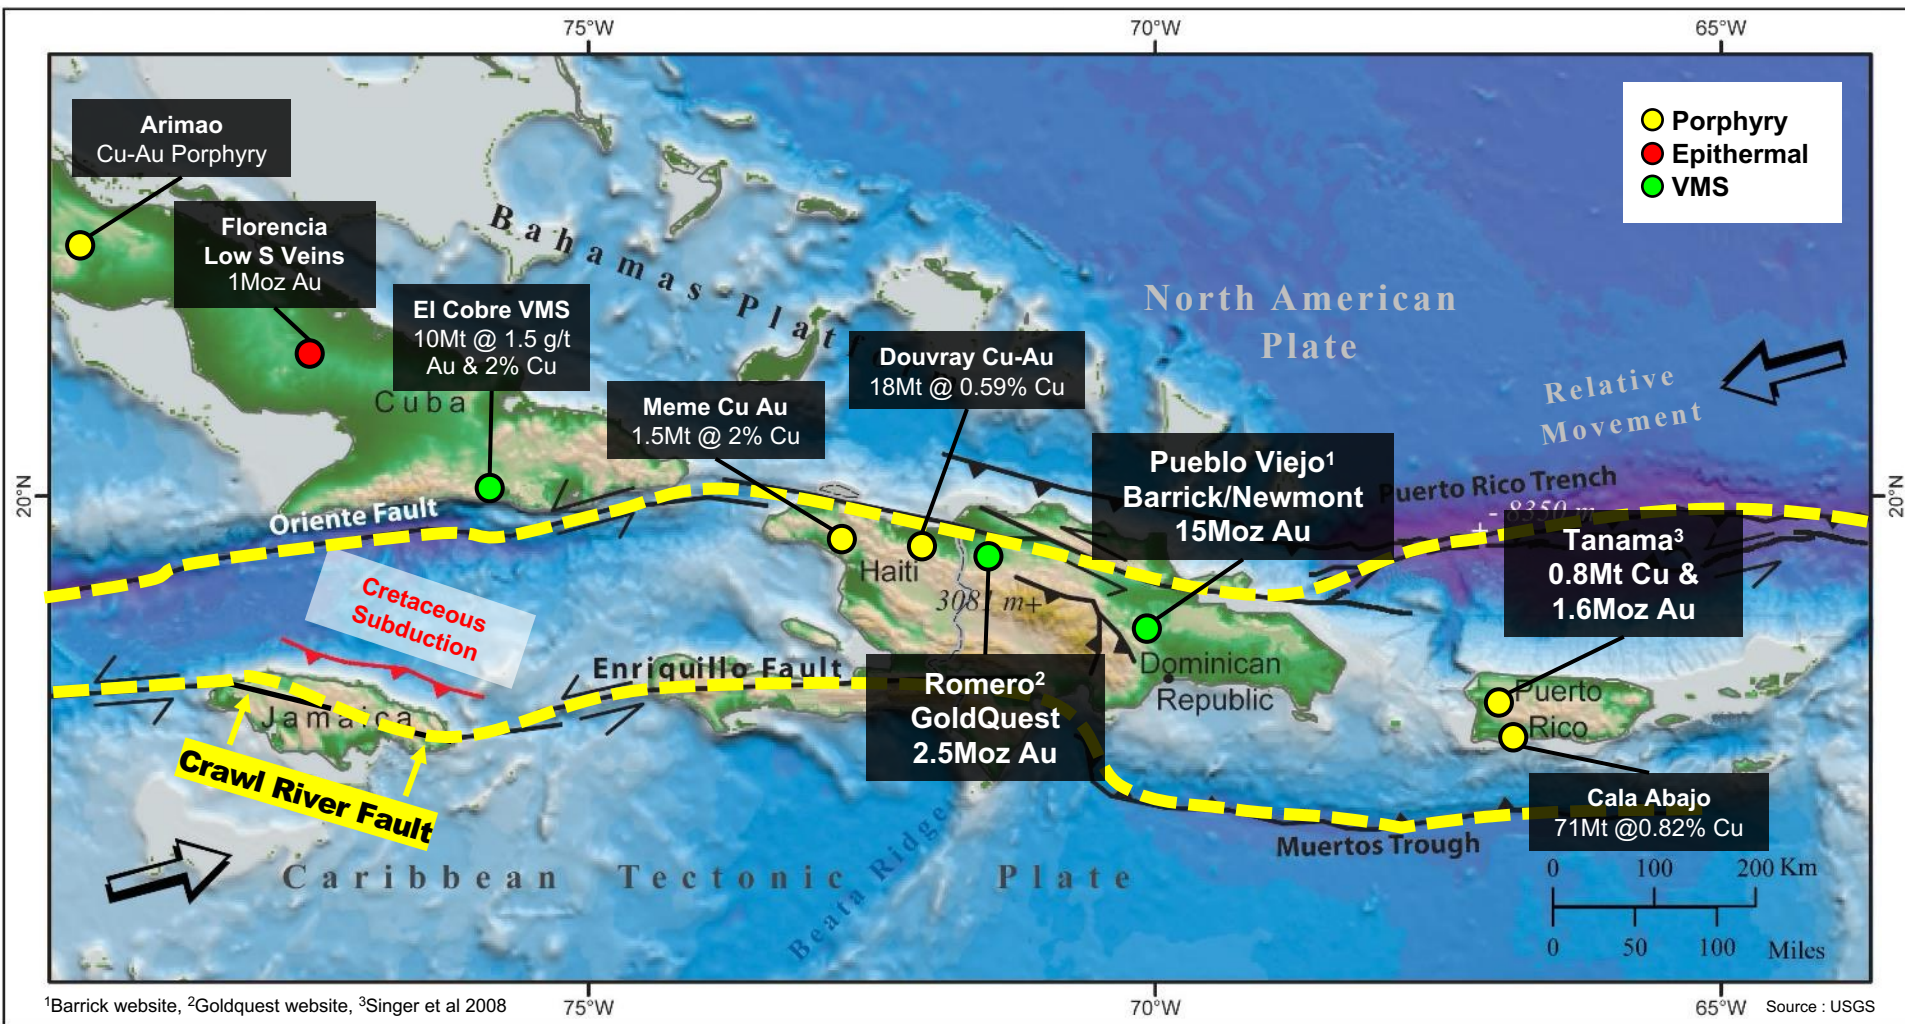 75°W
70°W
65°W
Arimao
Cu-Au Porphyry
Florencia
Low S Veins
1Moz Au
El Cobre VMS
10Mt @ 1.5 g/t
Au & 2% Cu
Meme Cu Au
1.5Mt @ 2% Cu
Douvray Cu-Au
18Mt @ 0.59% Cu
Pueblo Viejo¹
Barrick/Newmont
15Moz Au
Porphyry
Epithermal
VMS
Bahamas Platform
North American
Plate
Relative
Movement
Cuba
20°N
20°N
Puerto Rico Trench
- 8350 m
+
Oriente Fault
Tanama³
0.8Mt Cu &
1.6Moz Au
Haiti
3081 m+
Cretaceous
Subduction
Enriquillo Fault
Dominican
Republic
Romero²
GoldQuest
2.5Moz Au
Puerto
Rico
Jamaica
Crawl River Fault
Cala Abajo
71Mt @0.82% Cu
Muertos Trough
Caribbean Tectonic Plate
Beata Ridge
0 100 200 Km
0 50 100 Miles
¹Barrick website, ²Goldquest website, ³Singer et al 2008
75°W
70°W
65°W
Source : USGS